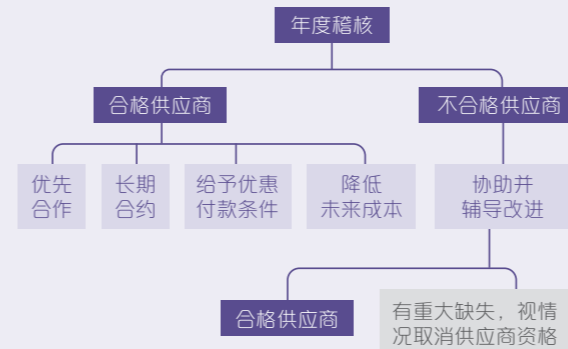 年度稽核
合格供应商
不合格供应商
优先
合作
长期
合约
给予优惠
付款条件
降低
未来成本
协助并
辅导改进
合格供应商
有重大缺失，视情
况取消供应商资格